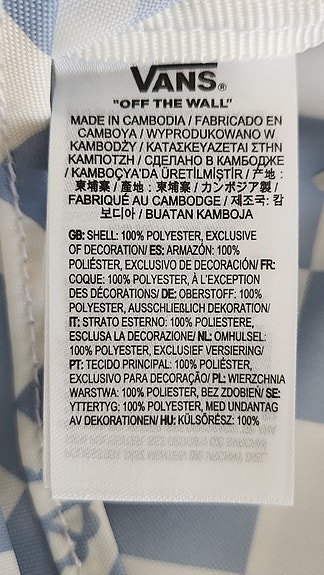 VANS®
"OFF THE WALL"
MADE IN CAMBODIA / FABRICADO EN
CAMBOYA / WYPRODUKOWANO W
KAMBODŻY / ΚΑΤΑΣΚΕΥΑΖΕΤΑΙ ΣΤΗΝ
ΚΑΜΠΟΤΖΗ / СДЕЛАНО В КАМБОДЖЕ
/ KAMBOÇYA'DA ÜRETİLMİŞTİR / 产地 :
柬埔寨 / 產地 : 柬埔寨 / カンボジア製 /
FABRIQUÉ AU CAMBODGE / 제조국: 캄
보디아 / BUATAN KAMBOJA
GB: SHELL: 100% POLYESTER, EXCLUSIVE
OF DECORATION/ ES: ARMAZÓN: 100%
POLIÉSTER, EXCLUSIVO DE DECORACIÓN/ FR:
COQUE: 100% POLYESTER, À L'EXCEPTION
DES DÉCORATIONS/ DE: OBERSTOFF: 100%
POLYESTER, AUSSCHLIEßLICH DEKORATION/
IT: STRATO ESTERNO: 100% POLIESTERE,
ESCLUSA LA DECORAZIONE/ NL: OMHULSEL:
100% POLYESTER, EXCLUSIEF VERSIERING/
PT: TECIDO PRINCIPAL: 100% POLIÉSTER,
EXCLUSIVO PARA DECORAÇÃO/ PL: WIERZCHNIA
WARSTWA: 100% POLYESTER, BEZ ZDOBIEŃ/ SE:
YTTERTYG: 100% POLYESTER, MED UNDANTAG
AV DEKORATIONEN/ HU: KÜLSŐRÉSZ: 100%